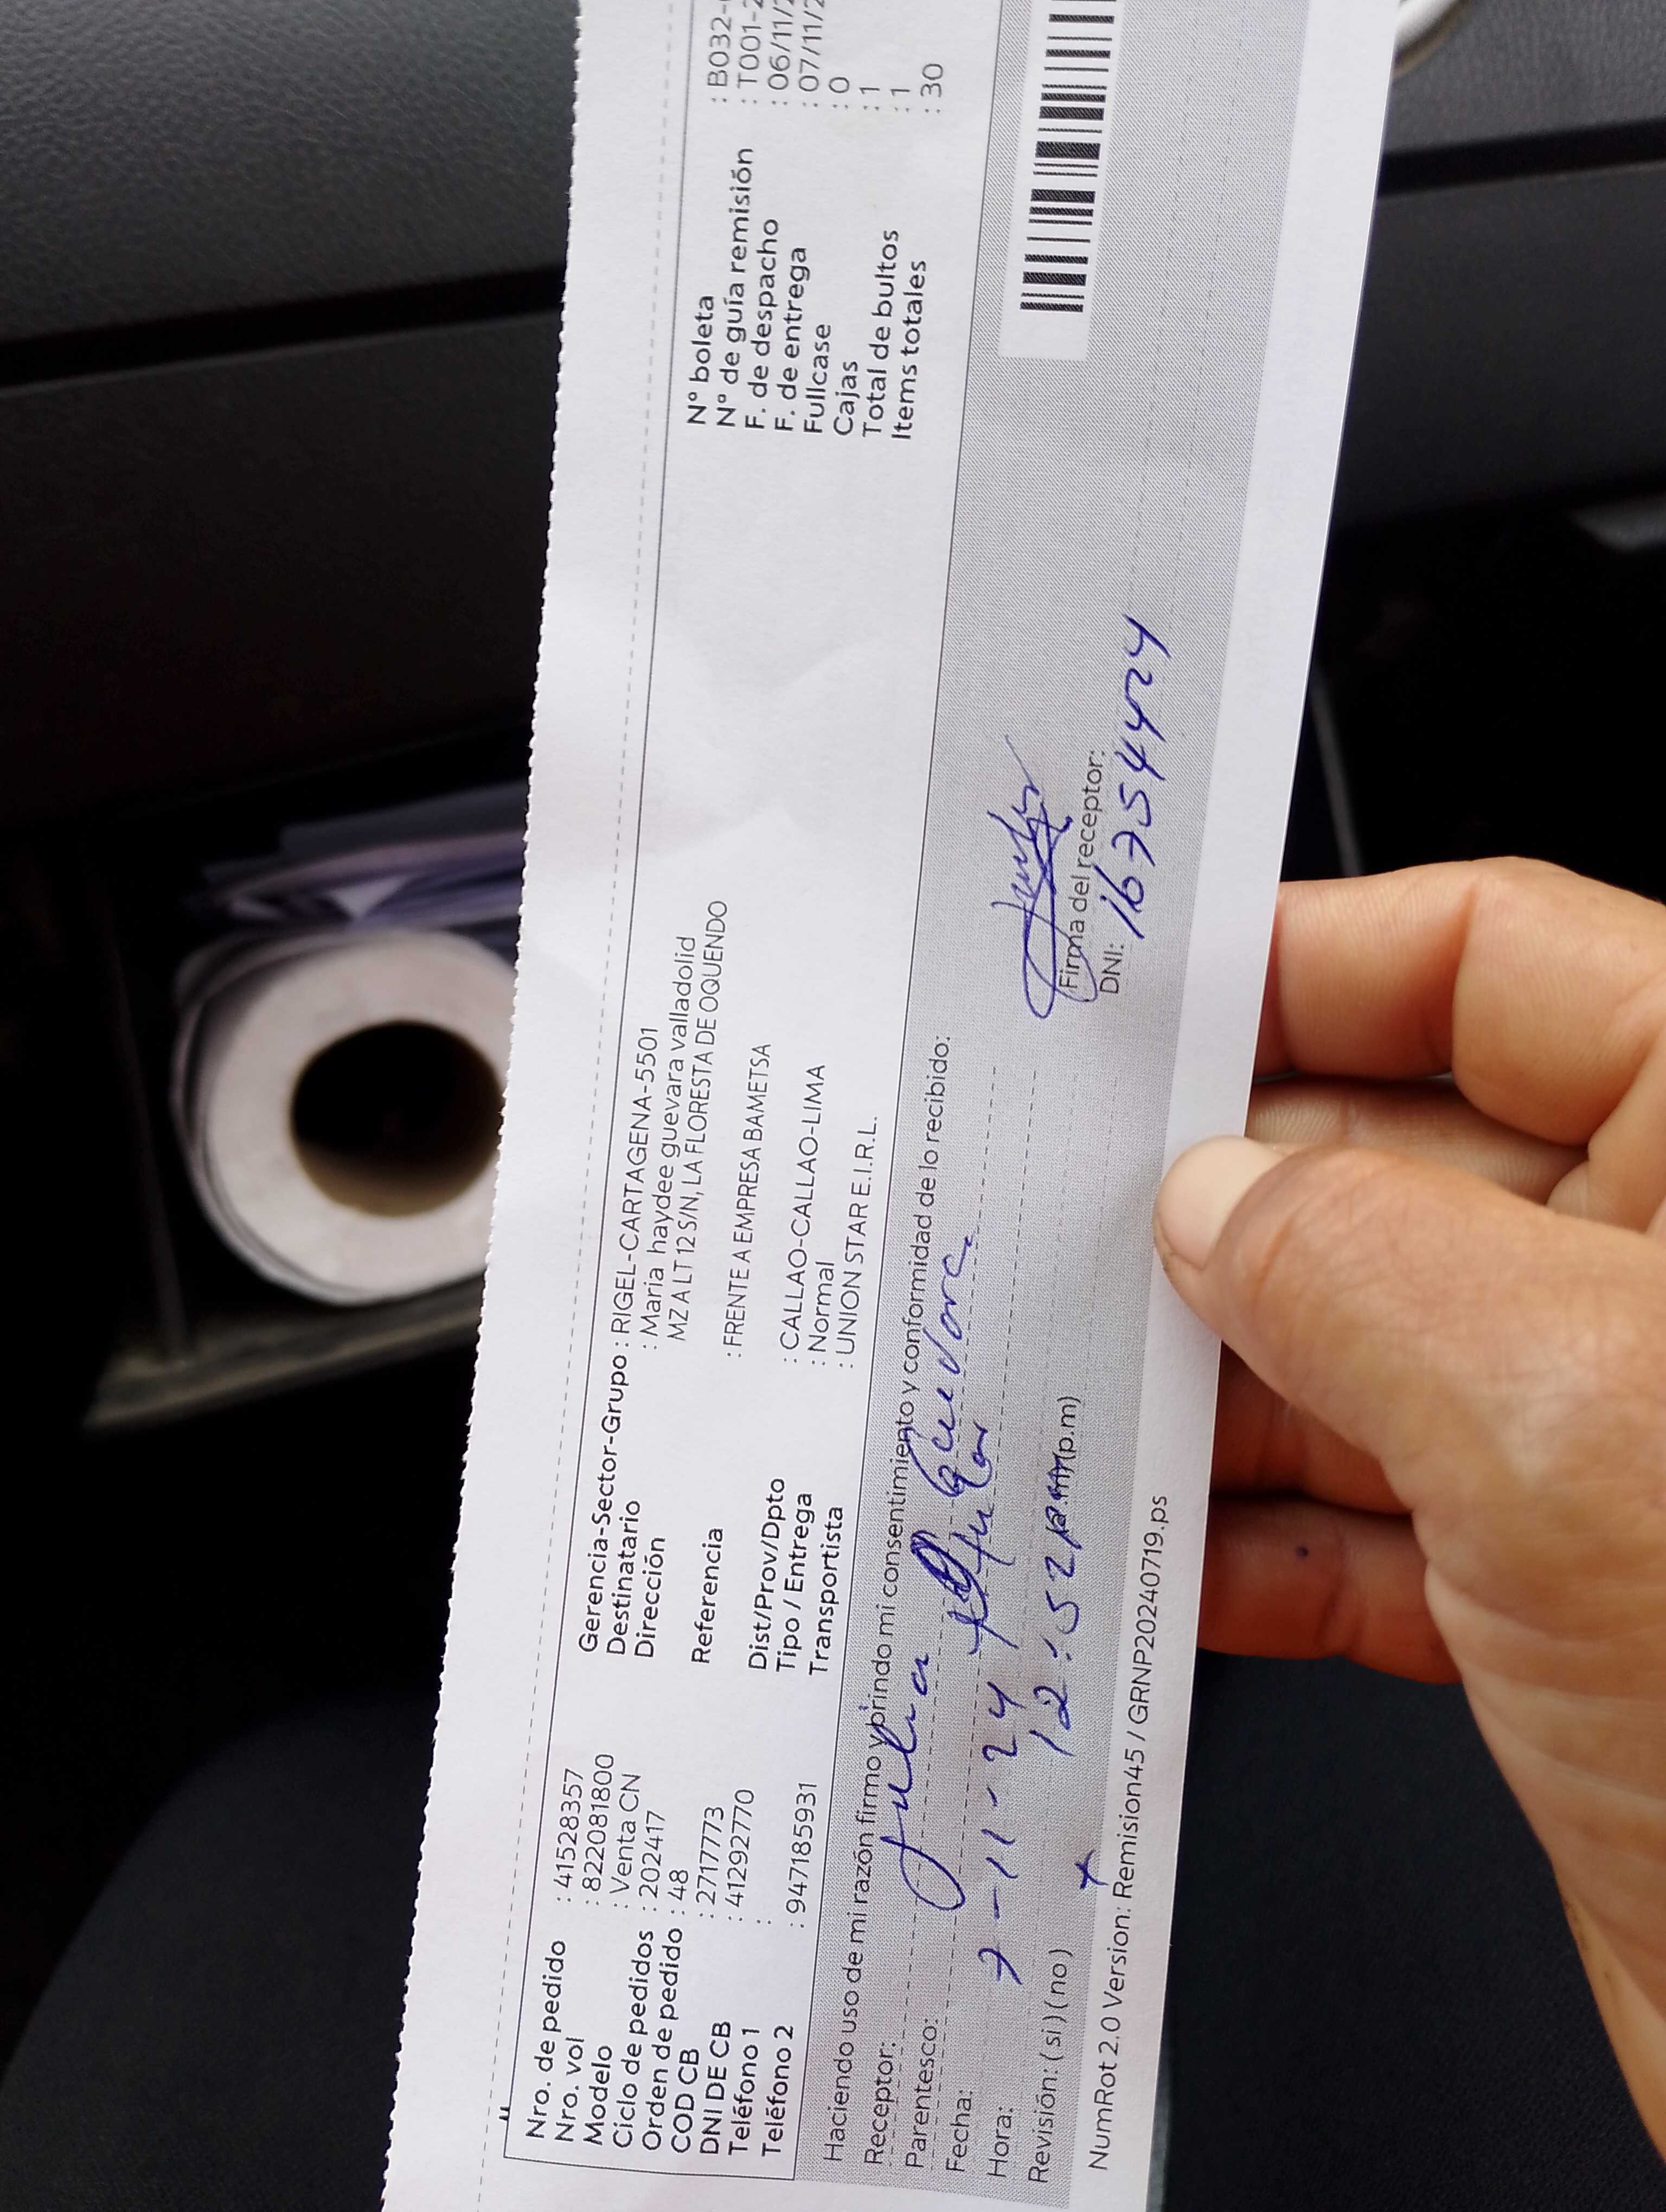 Nro. de pedido : 41528357
Nro. vol : 8222081800
Modelo : Venta CN
Ciclo de pedidos : 202417
Orden de pedido : 48
COD CB : 27177773
DNI DE CB : 41292770
Teléfono 1 :
Teléfono 2 : 947185931
Gerencia-Sector-Grupo : RIGEL-CARTAGENA-5501
Destinatario : Maria haydee guevara valladolid
Dirección MZ A LT 12 S/N, LA FLORESTA DE OQUENDO
Referencia : FRENTE A EMPRESA BAMETSA
Dist/Prov/Dpto : CALLAO-CALLAO-LIMA
Tipo / Entrega : Normal
Transportista : UNION STAR E.I.R.L.
N° boleta : B032-
N° de guía remisión : T001-2
F. de despacho : 06/11/2
F. de entrega : 07/11/2
Fullcase : 0
Cajas : 1
Total de bultos : 1
Items totales : 30
Haciendo uso de mi razón firmo y brindo mi consentimiento y conformidad de lo recibido:
Receptor: Julia Guevara
Parentesco:
Fecha: 7-11-24
Hora: 12:52 (p.m)
Revisión: ( si ) ( no ) x
Firma del receptor:
DNI: 16754424
NumRot 2.0 Version: Remision45 / GRNP20240719.ps